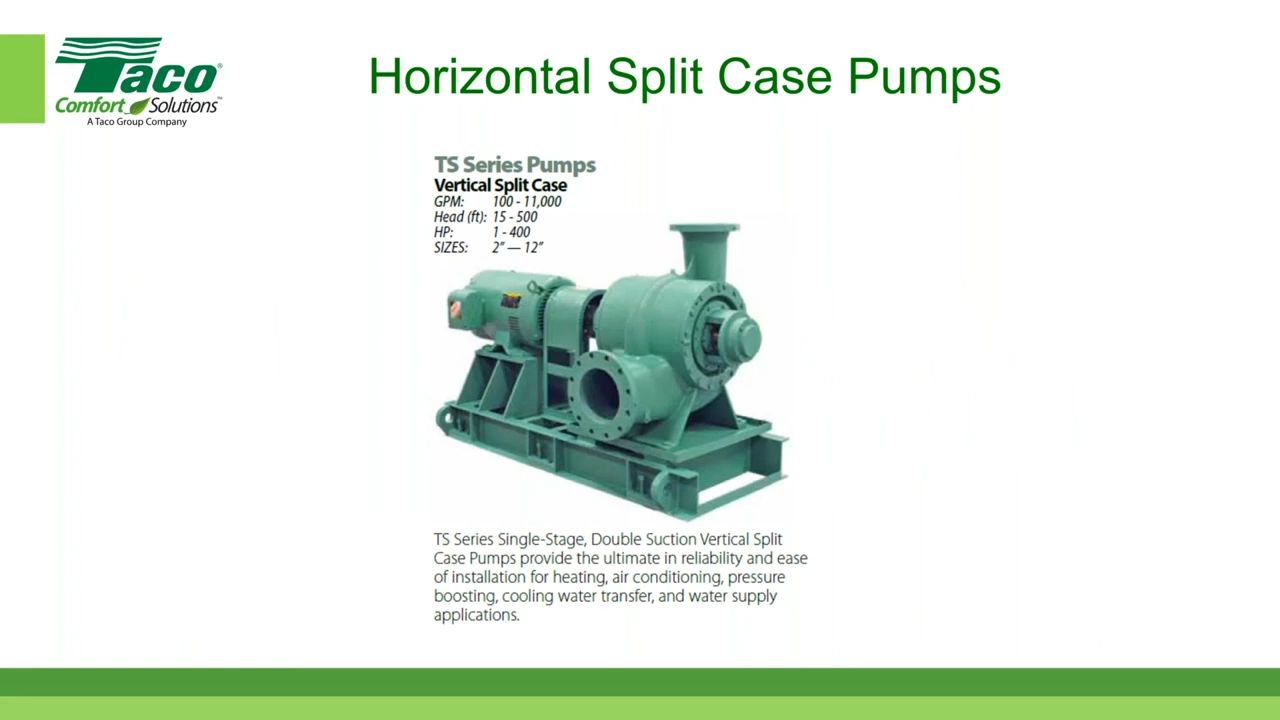 Taco®
Comfort Solutions™
A Taco Group Company
Horizontal Split Case Pumps
TS Series Pumps
Vertical Split Case
GPM: 100 - 11,000
Head (ft): 15 - 500
HP: 1 - 400
SIZES: 2” — 12”
TS Series Single-Stage, Double Suction Vertical Split
Case Pumps provide the ultimate in reliability and ease
of installation for heating, air conditioning, pressure
boosting, cooling water transfer, and water supply
applications.